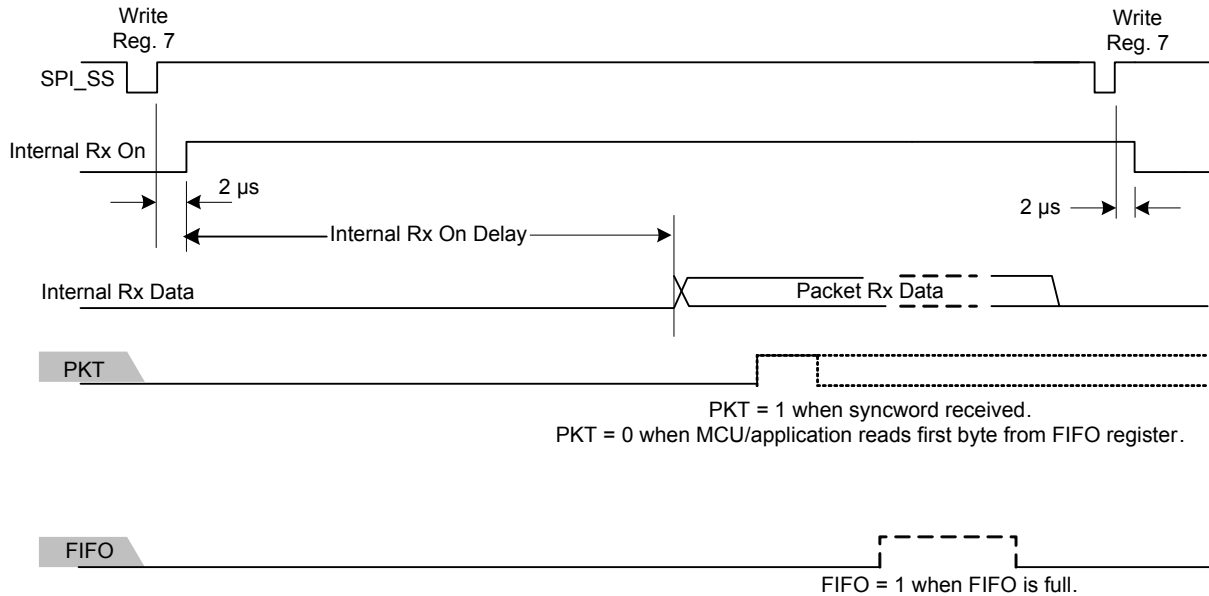 Write
Reg. 7
Write
Reg. 7
SPI_SS
Internal Rx On
2 µs
2 µs
Internal Rx On Delay
Internal Rx Data
Packet Rx Data
PKT
PKT = 1 when syncword received.
PKT = 0 when MCU/application reads first byte from FIFO register.
FIFO
FIFO = 1 when FIFO is full.